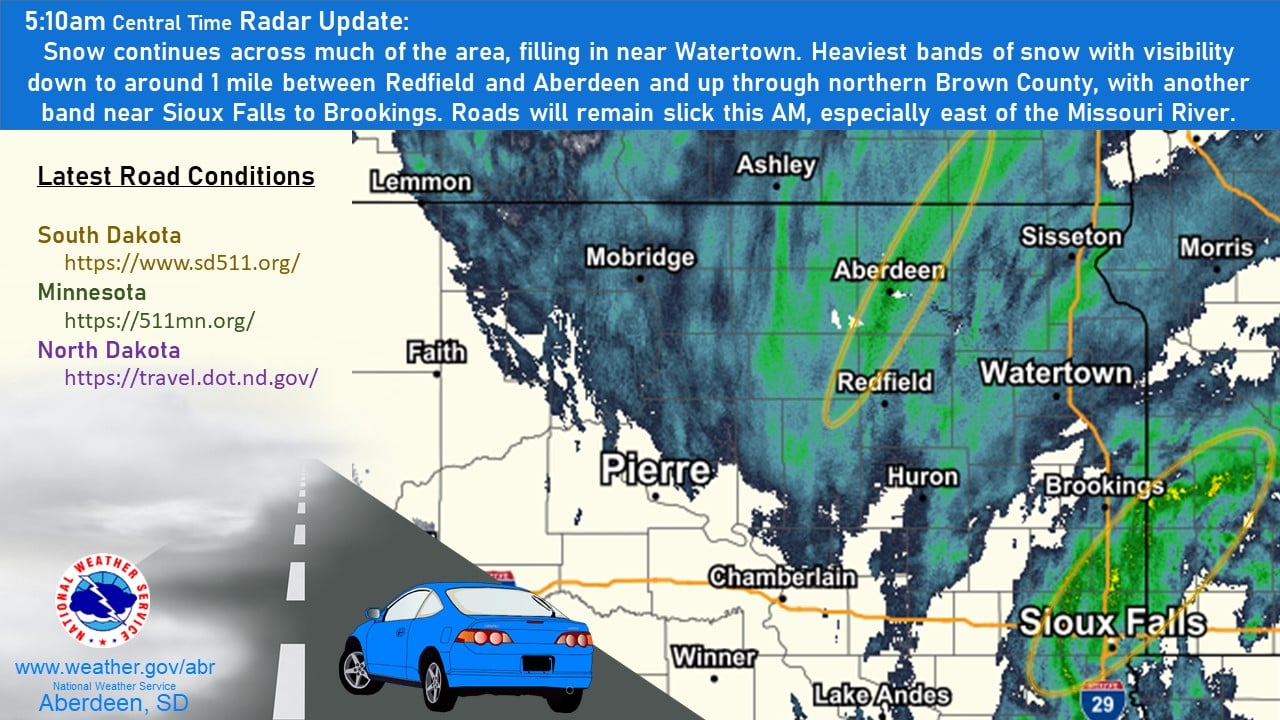 5:10am Central Time Radar Update:
Snow continues across much of the area, filling in near Watertown. Heaviest bands of snow with visibility
down to around 1 mile between Redfield and Aberdeen and up through northern Brown County, with another
band near Sioux Falls to Brookings. Roads will remain slick this AM, especially east of the Missouri River.
Latest Road Conditions
South Dakota
https://www.sd511.org/
Minnesota
https://511mn.org/
North Dakota
https://travel.dot.nd.gov/
NATIONAL WEATHER SERVICE
www.weather.gov/abr
National Weather Service
Aberdeen, SD
Ashley
Lemmon
Sisseton
Morris
Mobridge
Aberdeen
Faith
Watertown
Redfield
Pierre
Huron
Brookings
Chamberlain
Sioux Falls
Winner
Lake Andes
29